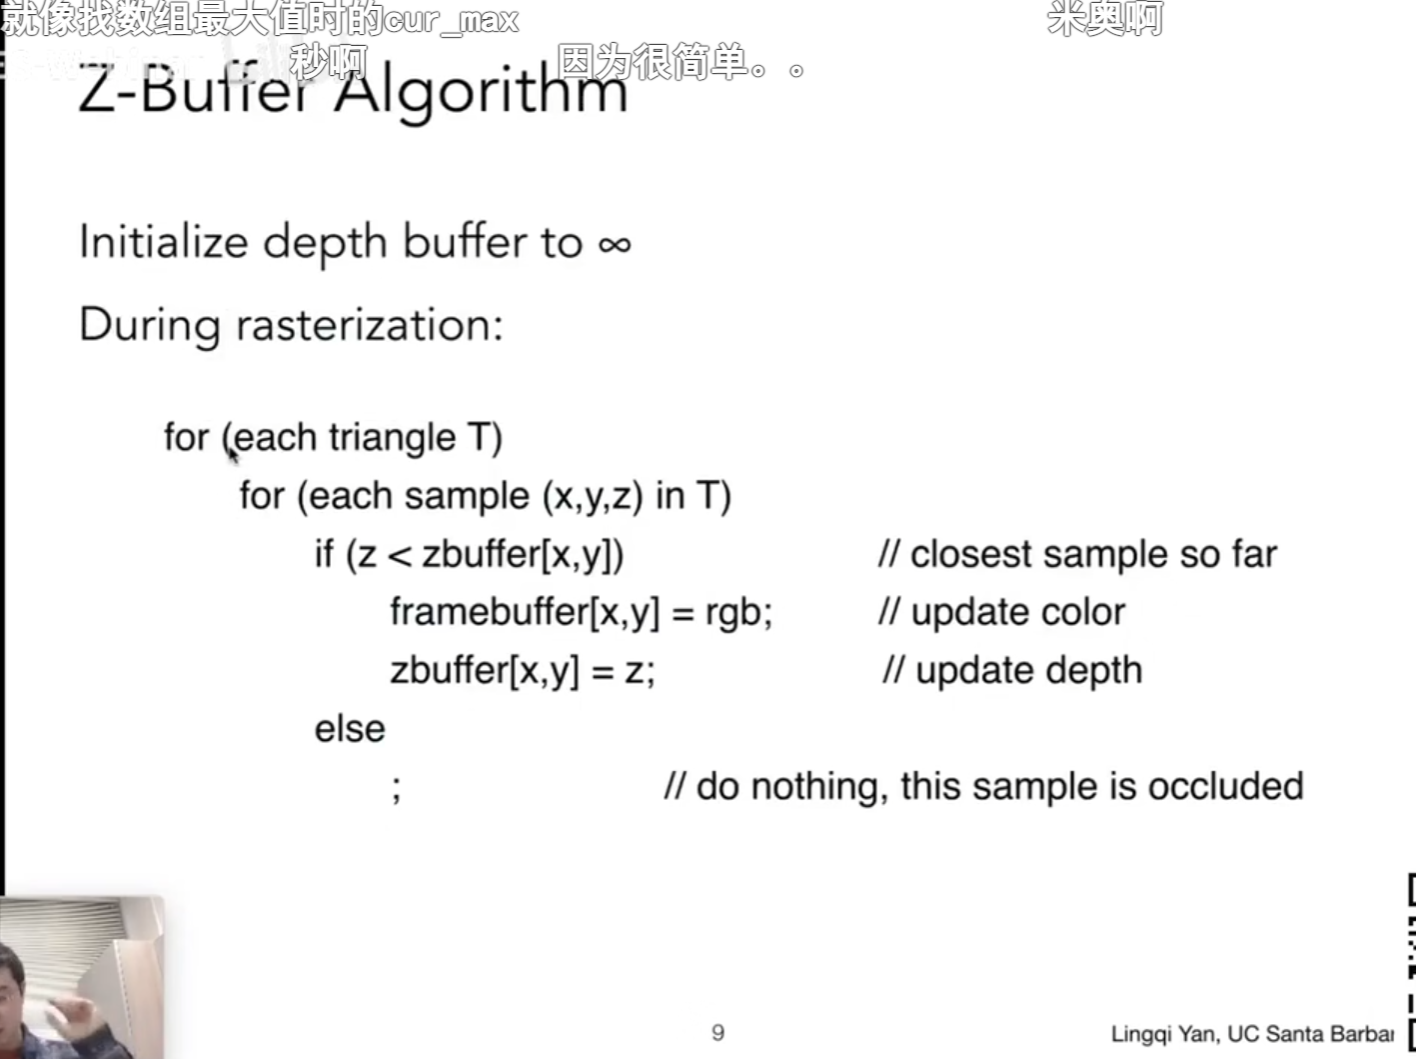 就像找数组最大值时的cur_max
米奥啊
秒啊
因为很简单。。
Z-Buffer Algorithm
Initialize depth buffer to ∞
During rasterization:
for (each triangle T)
for (each sample (x,y,z) in T)
if (z < zbuffer[x,y]) // closest sample so far
framebuffer[x,y] = rgb; // update color
zbuffer[x,y] = z; // update depth
else
; // do nothing, this sample is occluded
9
Lingqi Yan, UC Santa Barbar